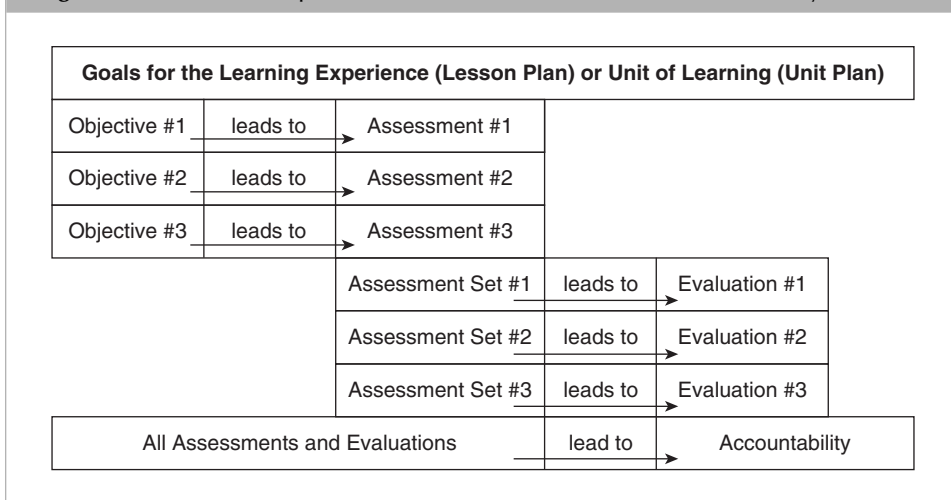 Goals for the Learning Experience (Lesson Plan) or Unit of Learning (Unit Plan)
Objective #1 leads to Assessment #1
Objective #2 leads to Assessment #2
Objective #3 leads to Assessment #3
Assessment Set #1 leads to Evaluation #1
Assessment Set #2 leads to Evaluation #2
Assessment Set #3 leads to Evaluation #3
All Assessments and Evaluations lead to Accountability